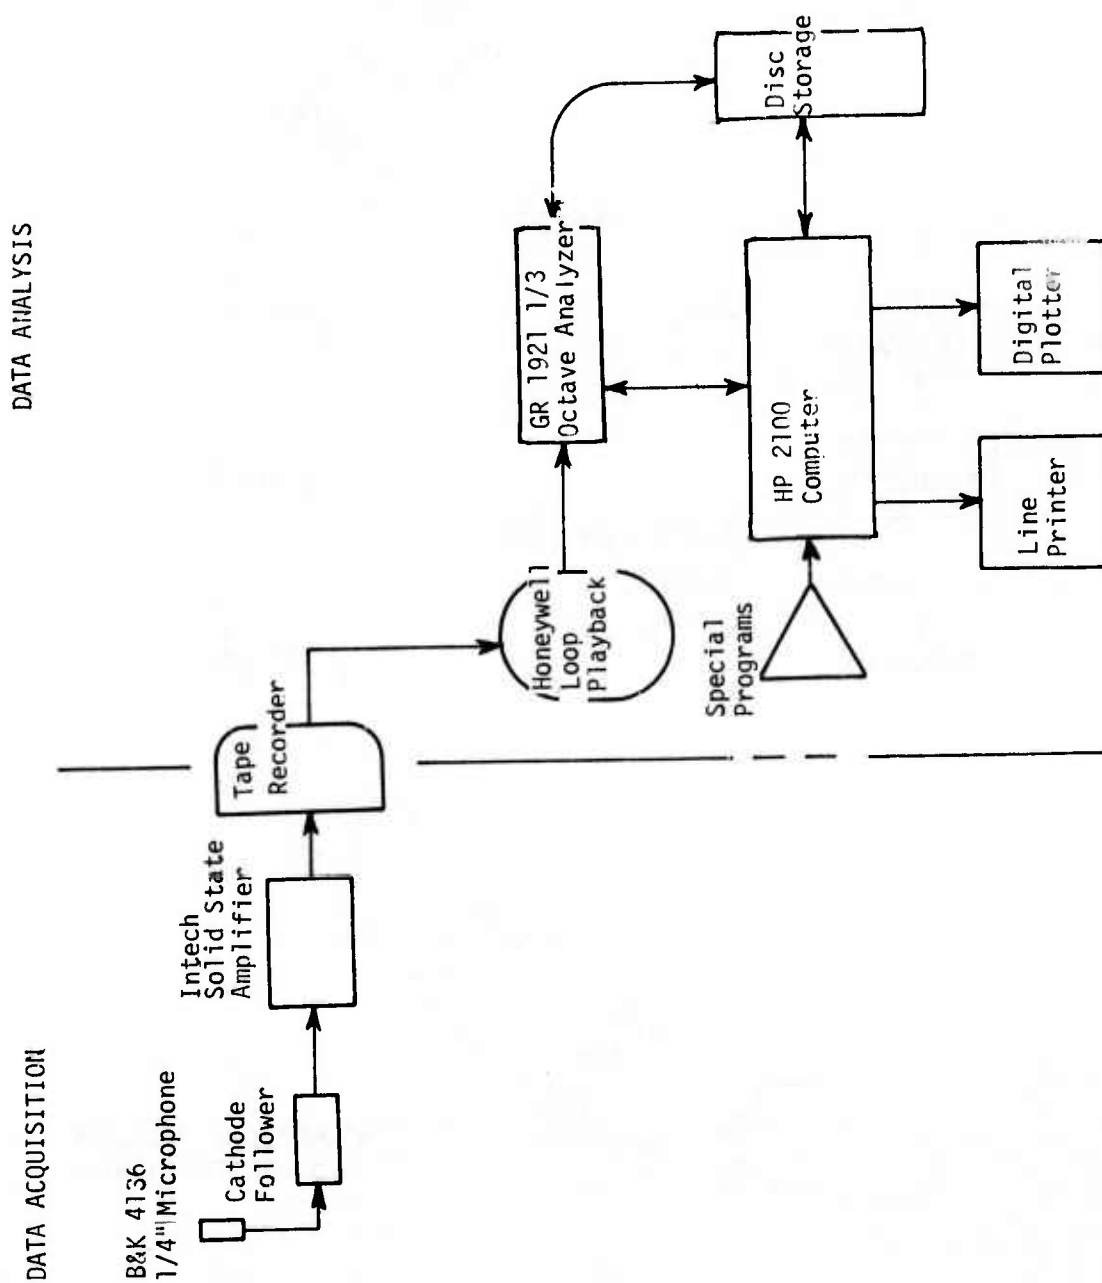 DATA ACQUISITION
DATA ANALYSIS
B&K 4136
1/4" Microphone
Cathode
Follower
Intech
Solid State
Amplifier
Tape
Recorder
Honeywell
Loop
Playback
GR 1921 1/3
Octave Analyzer
Disc
Storage
Special
Programs
HP 2100
Computer
Line
Printer
Digital
Plotter